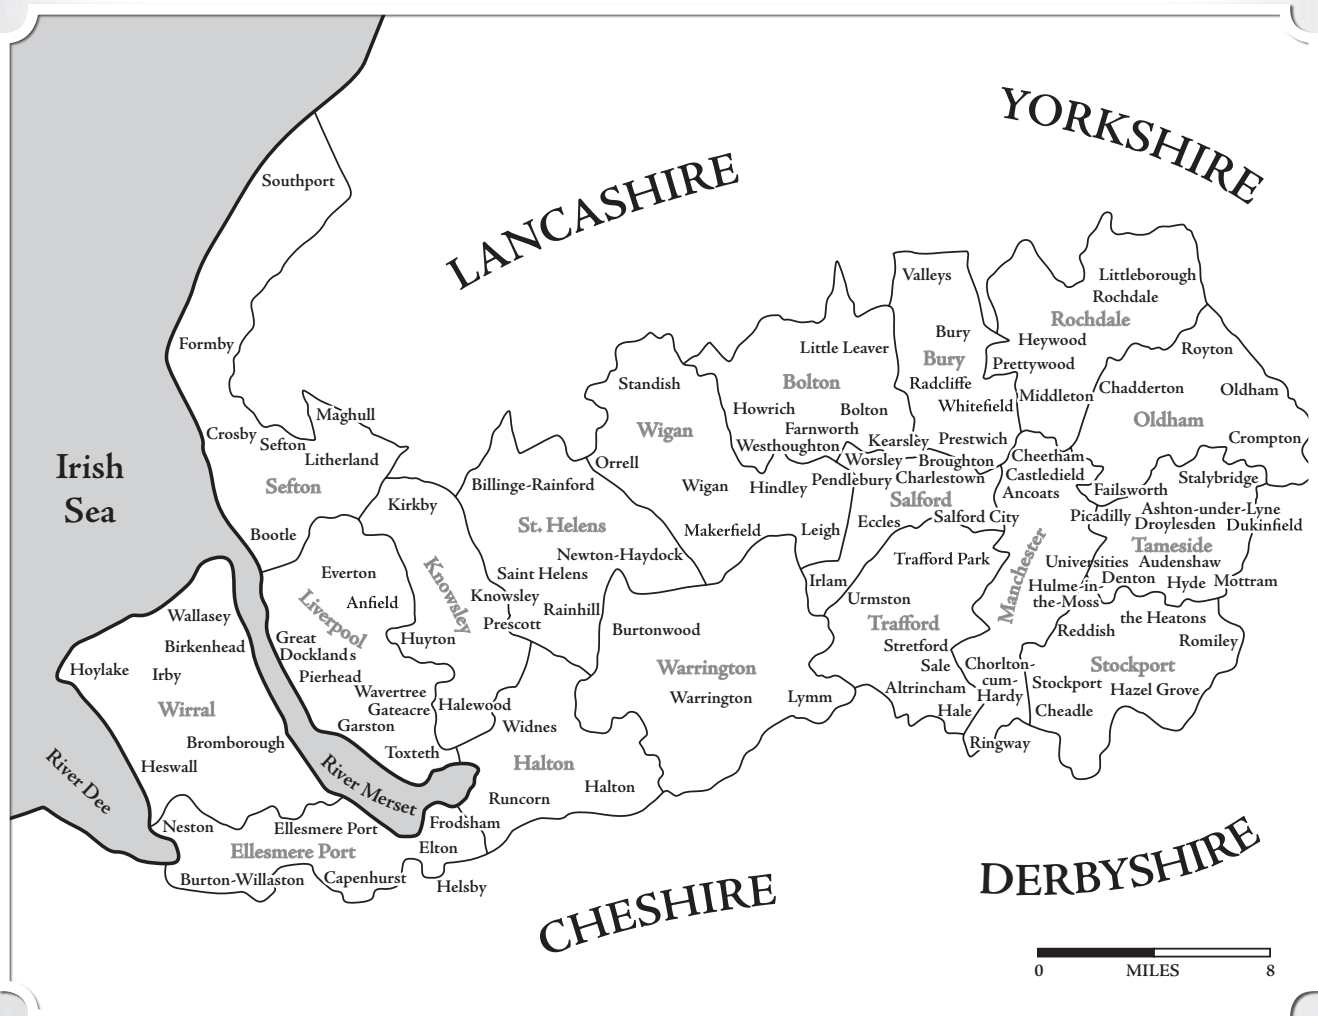 YORKSHIRE
LANCASHIRE
Southport
Formby
Crosby
Sefton
Maghull
Litherland
Sefton
Bootle
Irish
Sea
Kirkby
Knowsley
Huyton
Halewood
Everton
Anfield
Liverpool
Great
Docklands
Pierhead
Wavertree
Gateacre
Garston
Toxteth
River Merset
Wallasey
Birkenhead
Hoylake
Irby
Wirral
Bromborough
Heswall
River Dee
Neston
Ellesmere Port
Ellesmere Port
Burton-Willaston
Capenhurst
Frodsham
Elton
Helsby
Billinge-Rainford
St. Helens
Newton-Haydock
Saint Helens
Knowsley
Prescott
Rainhill
Widnes
Halton
Halton
Runcorn
Standish
Wigan
Orrell
Wigan
Hindley
Makerfield
Leigh
Burtonwood
Warrington
Warrington
Lymm
Little Leaver
Bolton
Howrich
Bolton
Farnworth
Westhoughton
Kearsley
Valleys
Bury
Bury
Radcliffe
Whitefield
Prestwich
Worsley
Broughton
Pendlebury
Charlestown
Salford
Eccles
Salford City
Irlam
Trafford Park
Urmston
Trafford
Stretford
Sale
Altrincham
Hale
Littleborough
Rochdale
Rochdale
Heywood
Prettywood
Middleton
Royton
Chadderton
Oldham
Oldham
Crompton
Failsworth
Cheetham
Castledield
Ancoats
Picadilly
Manchester
Universities
Hulme-in-
the-Moss
Chorlton-
cum-
Hardy
Ringway
Stalybridge
Ashton-under-Lyne
Droylesden
Dukinfield
Tameside
Audenshaw
Denton
Hyde
Mottram
the Heatons
Reddish
Romiley
Stockport
Stockport
Hazel Grove
Cheadle
CHESHIRE
DERBYSHIRE
0
MILES
8